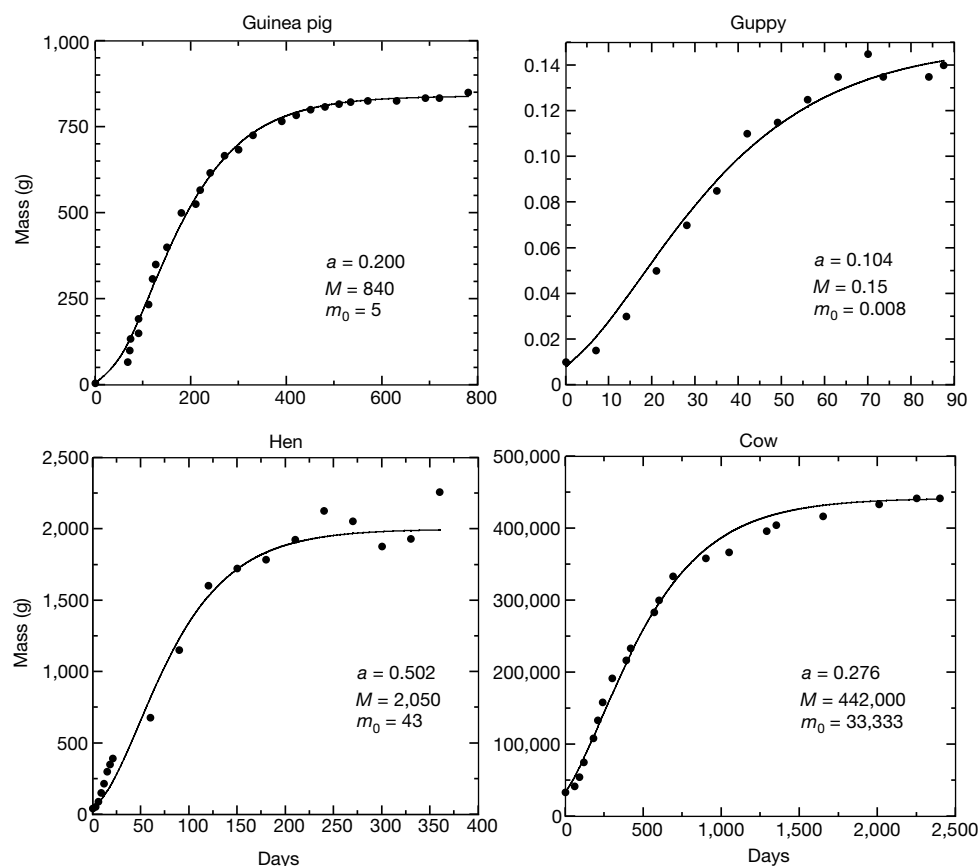 Guinea pig
1,000
750
500
250
0
Mass (g)
0 200 400 600 800
a = 0.200
M = 840
m0 = 5
Guppy
0.14
0.12
0.10
0.08
0.06
0.04
0.02
0.00
0 10 20 30 40 50 60 70 80 90
a = 0.104
M = 0.15
m0 = 0.008
Hen
2,500
2,000
1,500
1,000
500
0
Mass (g)
0 50 100 150 200 250 300 350 400
Days
a = 0.502
M = 2,050
m0 = 43
Cow
500,000
400,000
300,000
200,000
100,000
0
0 500 1,000 1,500 2,000 2,500
Days
a = 0.276
M = 442,000
m0 = 33,333